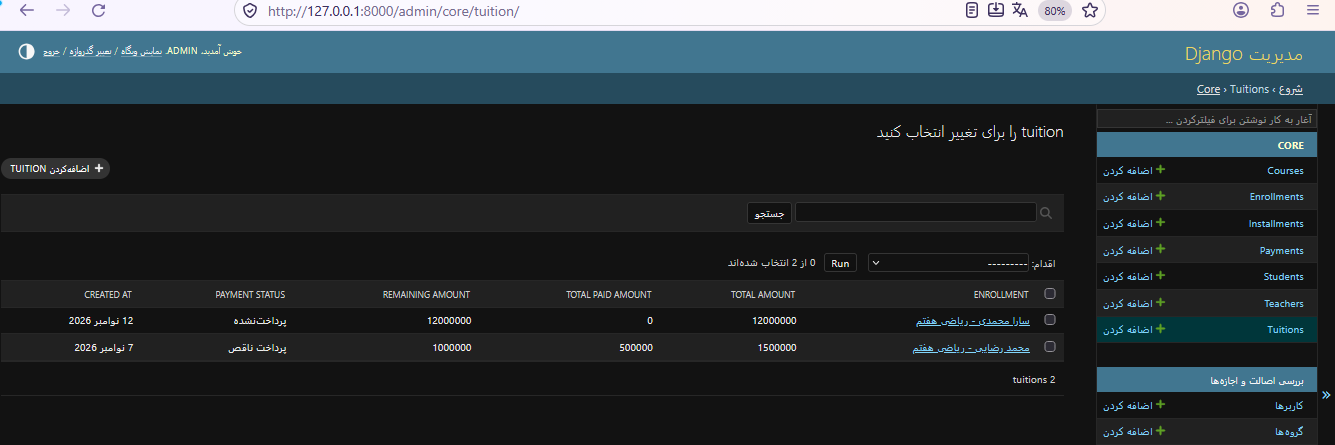 http://127.0.0.1:8000/admin/core/tuition/
80%
مدیریت Django
خوش آمدید، ADMIN. نمایش وبگاه / تغییر گذرواژه / خروج
شروع › Core › Tuitions
آغار به کار نوشتن برای فیلترکردن ...
CORE
Courses اضافه کردن
Enrollments اضافه کردن
Installments اضافه کردن
Payments اضافه کردن
Students اضافه کردن
Teachers اضافه کردن
Tuitions اضافه کردن
بررسی اصالت و اجازه‌ها
کاربرها اضافه کردن
گروه‌ها اضافه کردن
»
tuition را برای تغییر انتخاب کنید
اضافه‌کردن TUITION
جستجو
اقدام: --------- Run 0 از 2 انتخاب شده‌اند
ENROLLMENT TOTAL AMOUNT TOTAL PAID AMOUNT REMAINING AMOUNT PAYMENT STATUS CREATED AT
سارا محمدی - ریاضی هفتم 12000000 0 12000000 پرداخت‌نشده 12 نوامبر 2026
محمد رضایی - ریاضی هفتم 1500000 500000 1000000 پرداخت ناقص 7 نوامبر 2026
2 tuitions